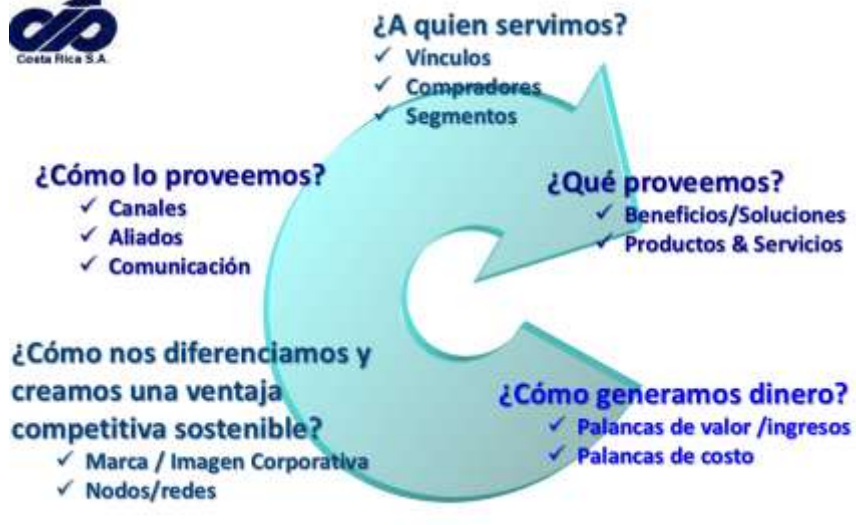 Costa Rica S.A.
¿A quien servimos?
✓ Vínculos
✓ Compradores
✓ Segmentos
¿Qué proveemos?
✓ Beneficios/Soluciones
✓ Productos & Servicios
¿Cómo generamos dinero?
✓ Palancas de valor /ingresos
✓ Palancas de costo
¿Cómo nos diferenciamos y
creamos una ventaja
competitiva sostenible?
✓ Marca / Imagen Corporativa
✓ Nodos/redes
¿Cómo lo proveemos?
✓ Canales
✓ Aliados
✓ Comunicación